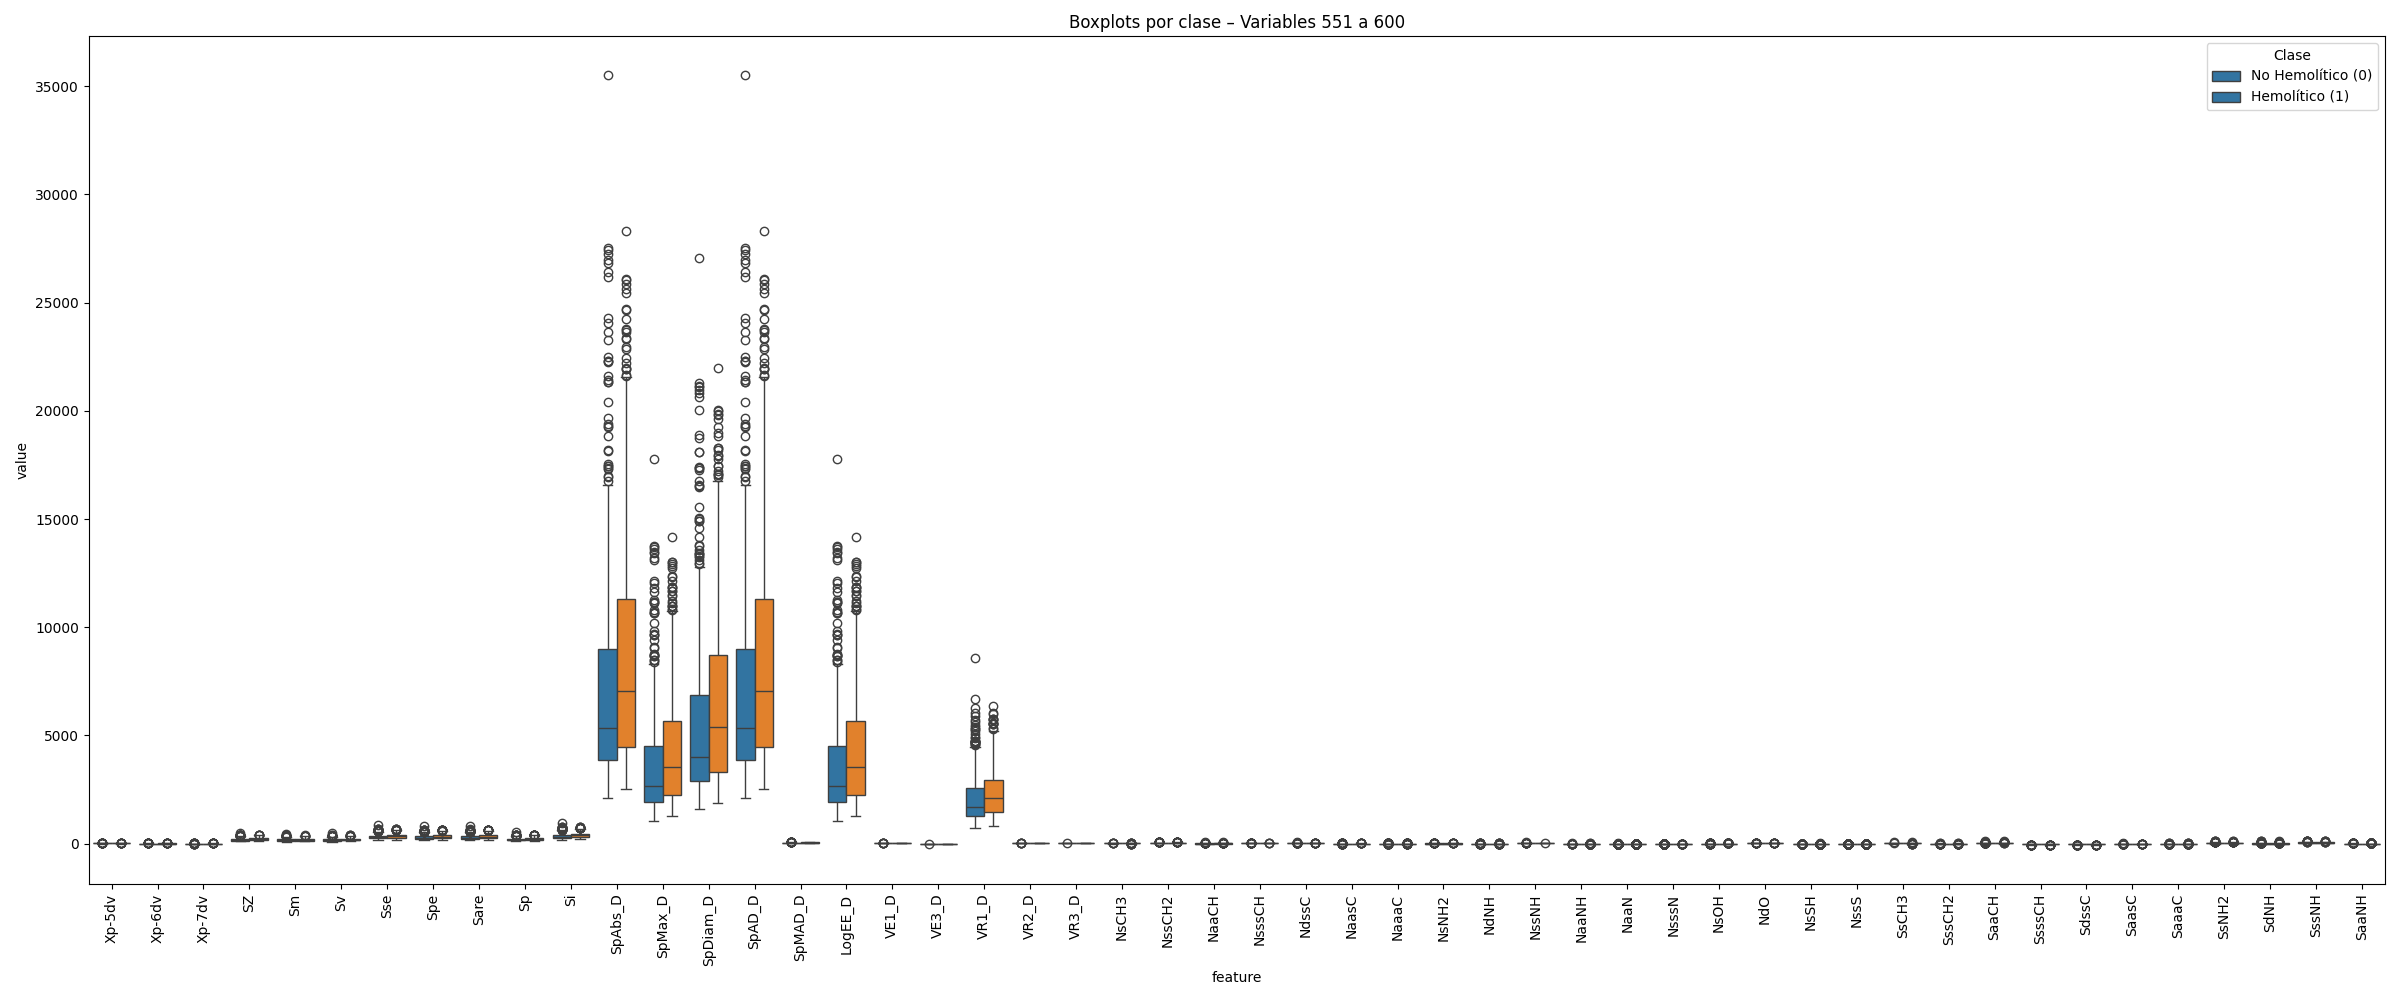 Boxplots por clase – Variables 551 a 600
Clase
No Hemolítico (0)
Hemolítico (1)
35000
30000
25000
20000
15000
10000
5000
0
value
Xp-5dv
Xp-6dv
Xp-7dv
SZ
Sm
Sv
Sse
Spe
Sare
Sp
Si
SpAbs_D
SpMax_D
SpDiam_D
SpAD_D
SpMAD_D
LogEE_D
VE1_D
VE3_D
VR1_D
VR2_D
VR3_D
NsCH3
NssCH2
NaaCH
NsssCH
NdssC
NaasC
NaaaC
NsNH2
NdNH
NssNH
NaaNH
NaaN
NsssN
NsOH
NdO
NsSH
NssS
SsCH3
SssCH2
SaaCH
SsssCH
SdssC
SaasC
SaaaC
SsNH2
SdNH
SssNH
SaaNH
feature